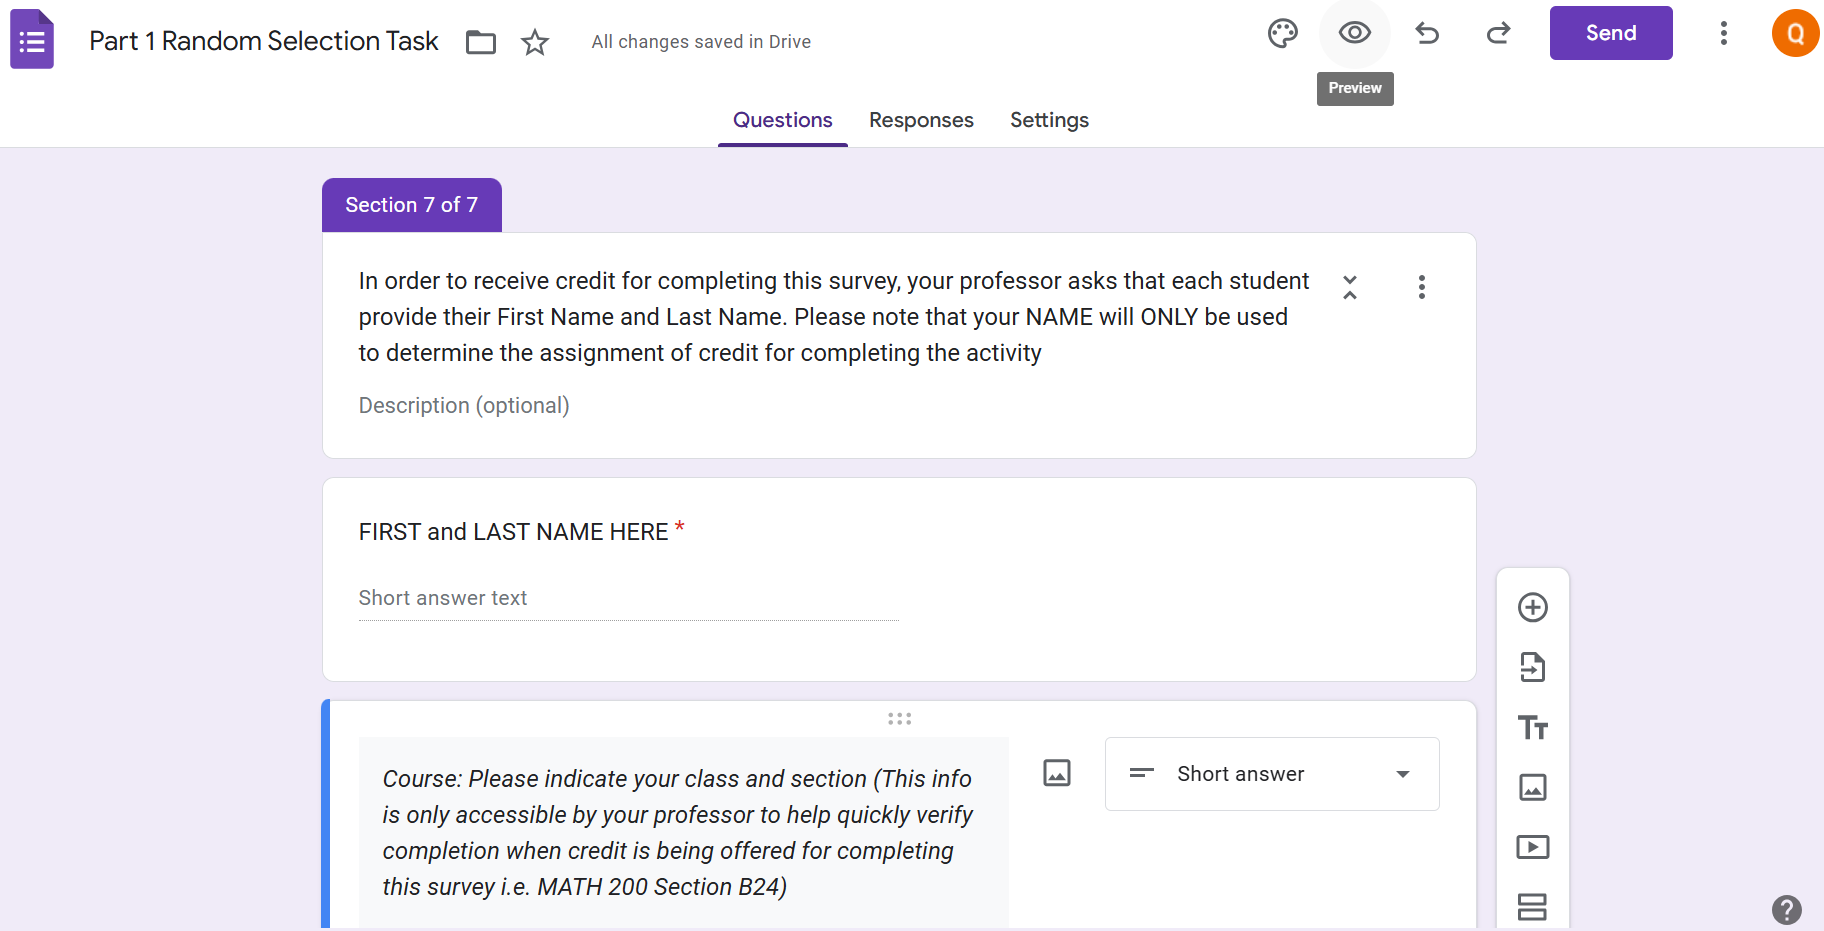 Part 1 Random Selection Task
All changes saved in Drive
Send
Q
Preview
Questions
Responses
Settings
Section 7 of 7
In order to receive credit for completing this survey, your professor asks that each student
provide their First Name and Last Name. Please note that your NAME will ONLY be used
to determine the assignment of credit for completing the activity
Description (optional)
FIRST and LAST NAME HERE *
Short answer text
Course: Please indicate your class and section (This info
is only accessible by your professor to help quickly verify
completion when credit is being offered for completing
this survey i.e. MATH 200 Section B24)
Short answer
Tт
?